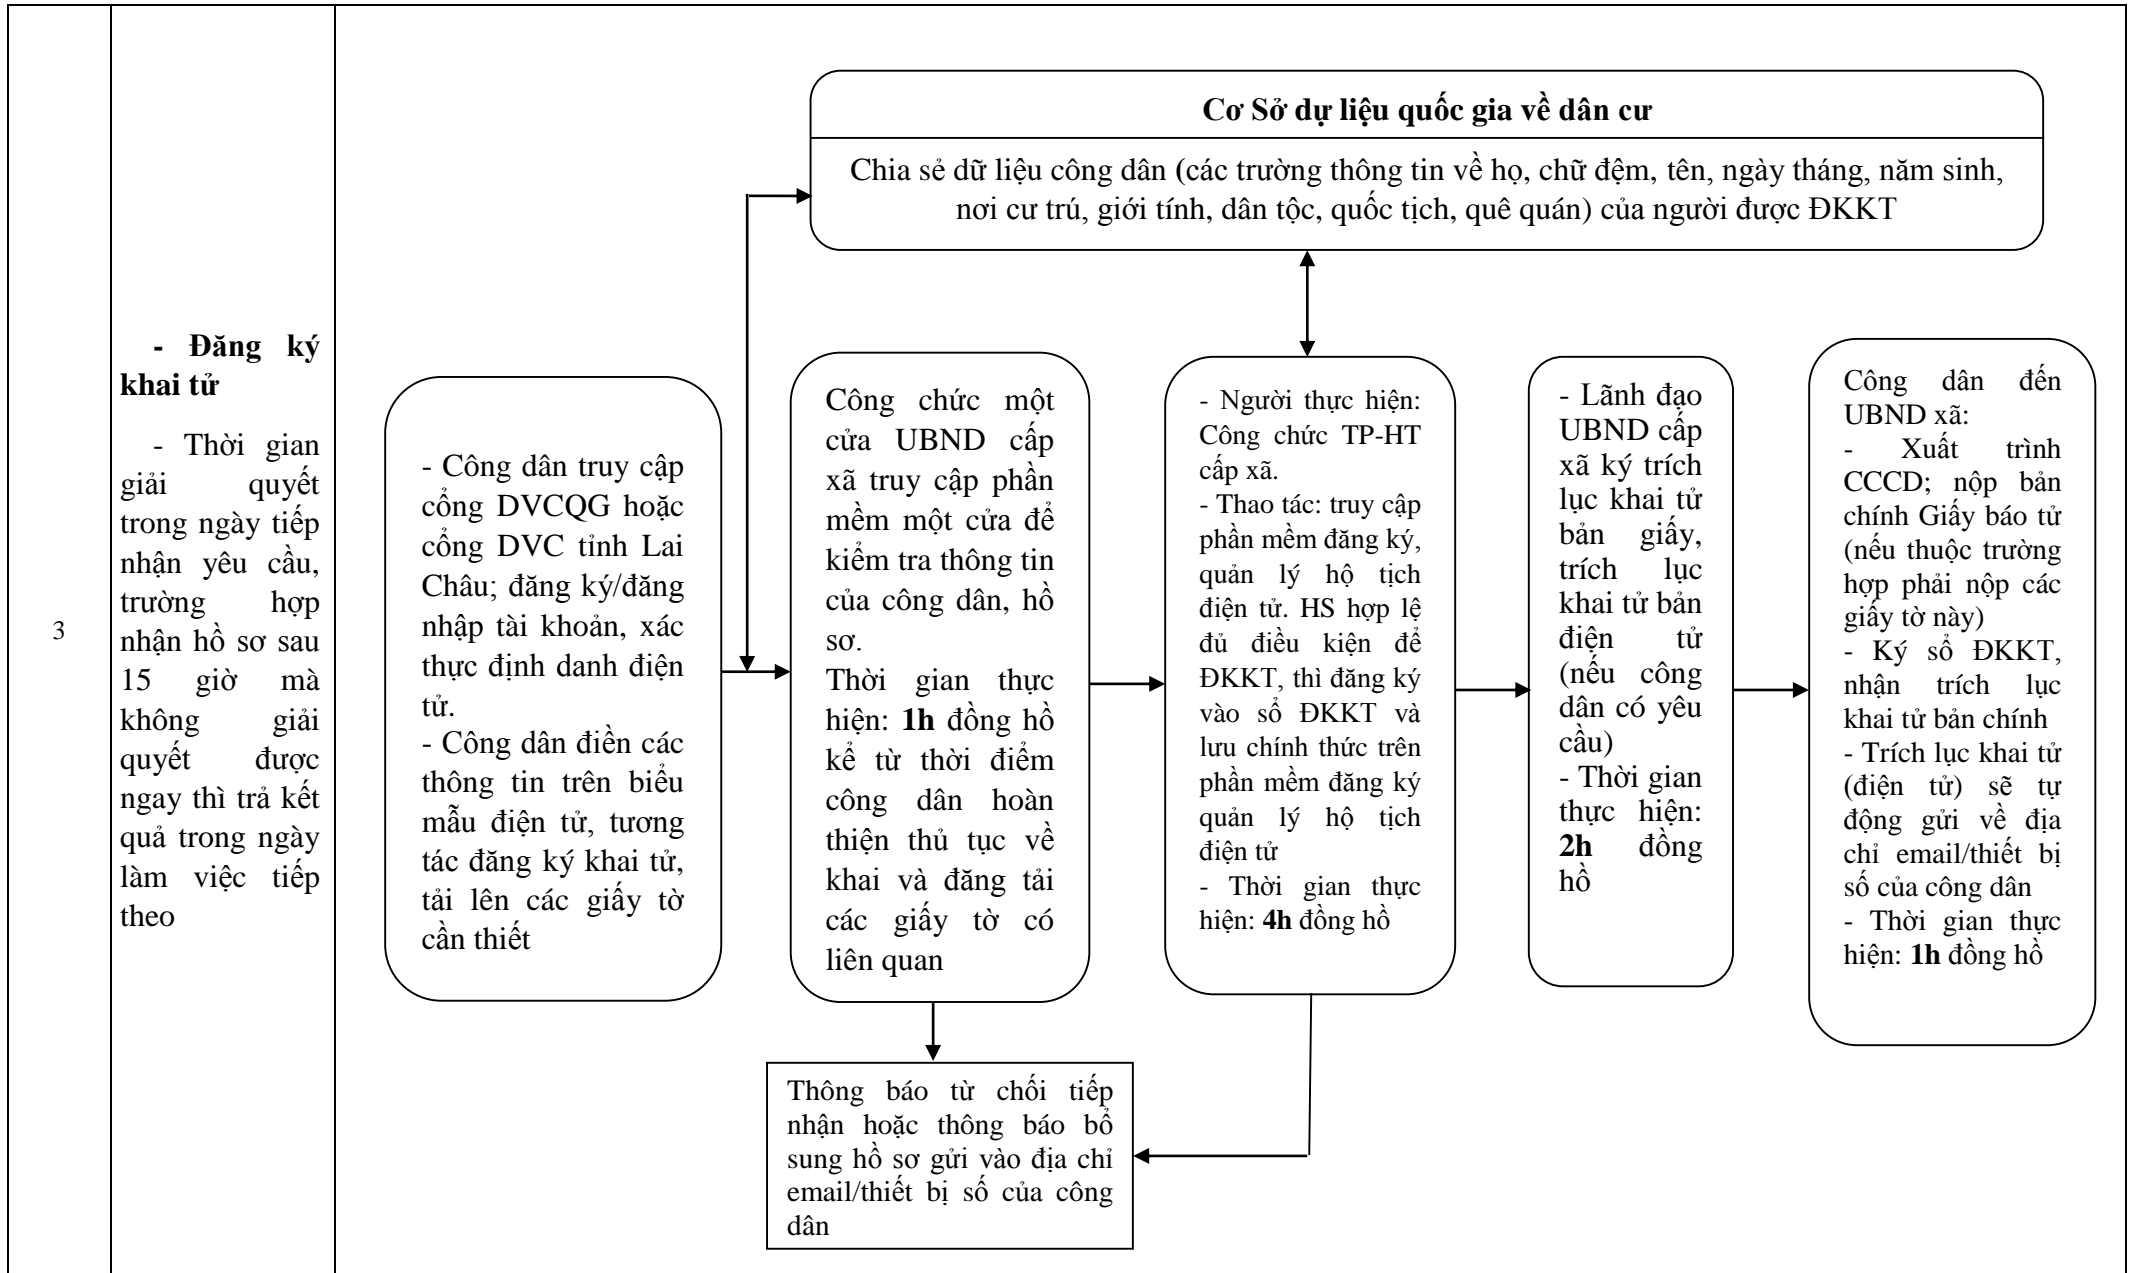 3
- Đăng ký
khai tử
- Thời gian
giải quyết
trong ngày tiếp
nhận yêu cầu,
trường hợp
nhận hồ sơ sau
15 giờ mà
không giải
quyết được
ngay thì trả kết
quả trong ngày
làm việc tiếp
theo
Cơ Sở dự liệu quốc gia về dân cư
Chia sẻ dữ liệu công dân (các trường thông tin về họ, chữ đệm, tên, ngày tháng, năm sinh,
nơi cư trú, giới tính, dân tộc, quốc tịch, quê quán) của người được ĐKKT
- Công dân truy cập
cổng DVCQG hoặc
cổng DVC tỉnh Lai
Châu; đăng ký/đăng
nhập tài khoản, xác
thực định danh điện
tử.
- Công dân điền các
thông tin trên biểu
mẫu điện tử, tương
tác đăng ký khai tử,
tải lên các giấy tờ
cần thiết
Công chức một
cửa UBND cấp
xã truy cập phần
mềm một cửa để
kiểm tra thông tin
của công dân, hồ
sơ.
Thời gian thực
hiện: 1h đồng hồ
kể từ thời điểm
công dân hoàn
thiện thủ tục về
khai và đăng tải
các giấy tờ có
liên quan
- Người thực hiện:
Công chức TP-HT
cấp xã.
- Thao tác: truy cập
phần mềm đăng ký,
quản lý hộ tịch
điện tử. HS hợp lệ
đủ điều kiện để
ĐKKT, thì đăng ký
vào sổ ĐKKT và
lưu chính thức trên
phần mềm đăng ký
quản lý hộ tịch
điện tử
- Thời gian thực
hiện: 4h đồng hồ
- Lãnh đạo
UBND cấp
xã ký trích
lục khai tử
bản giấy,
trích lục
khai tử bản
điện tử
(nếu công
dân có yêu
cầu)
- Thời gian
thực hiện:
2h đồng
hồ
Công dân đến
UBND xã:
- Xuất trình
CCCD; nộp bản
chính Giấy báo tử
(nếu thuộc trường
hợp phải nộp các
giấy tờ này)
- Ký sổ ĐKKT,
nhận trích lục
khai tử bản chính
- Trích lục khai tử
(điện tử) sẽ tự
động gửi về địa
chỉ email/thiết bị
số của công dân
- Thời gian thực
hiện: 1h đồng hồ
Thông báo từ chối tiếp
nhận hoặc thông báo bổ
sung hồ sơ gửi vào địa chỉ
email/thiết bị số của công
dân